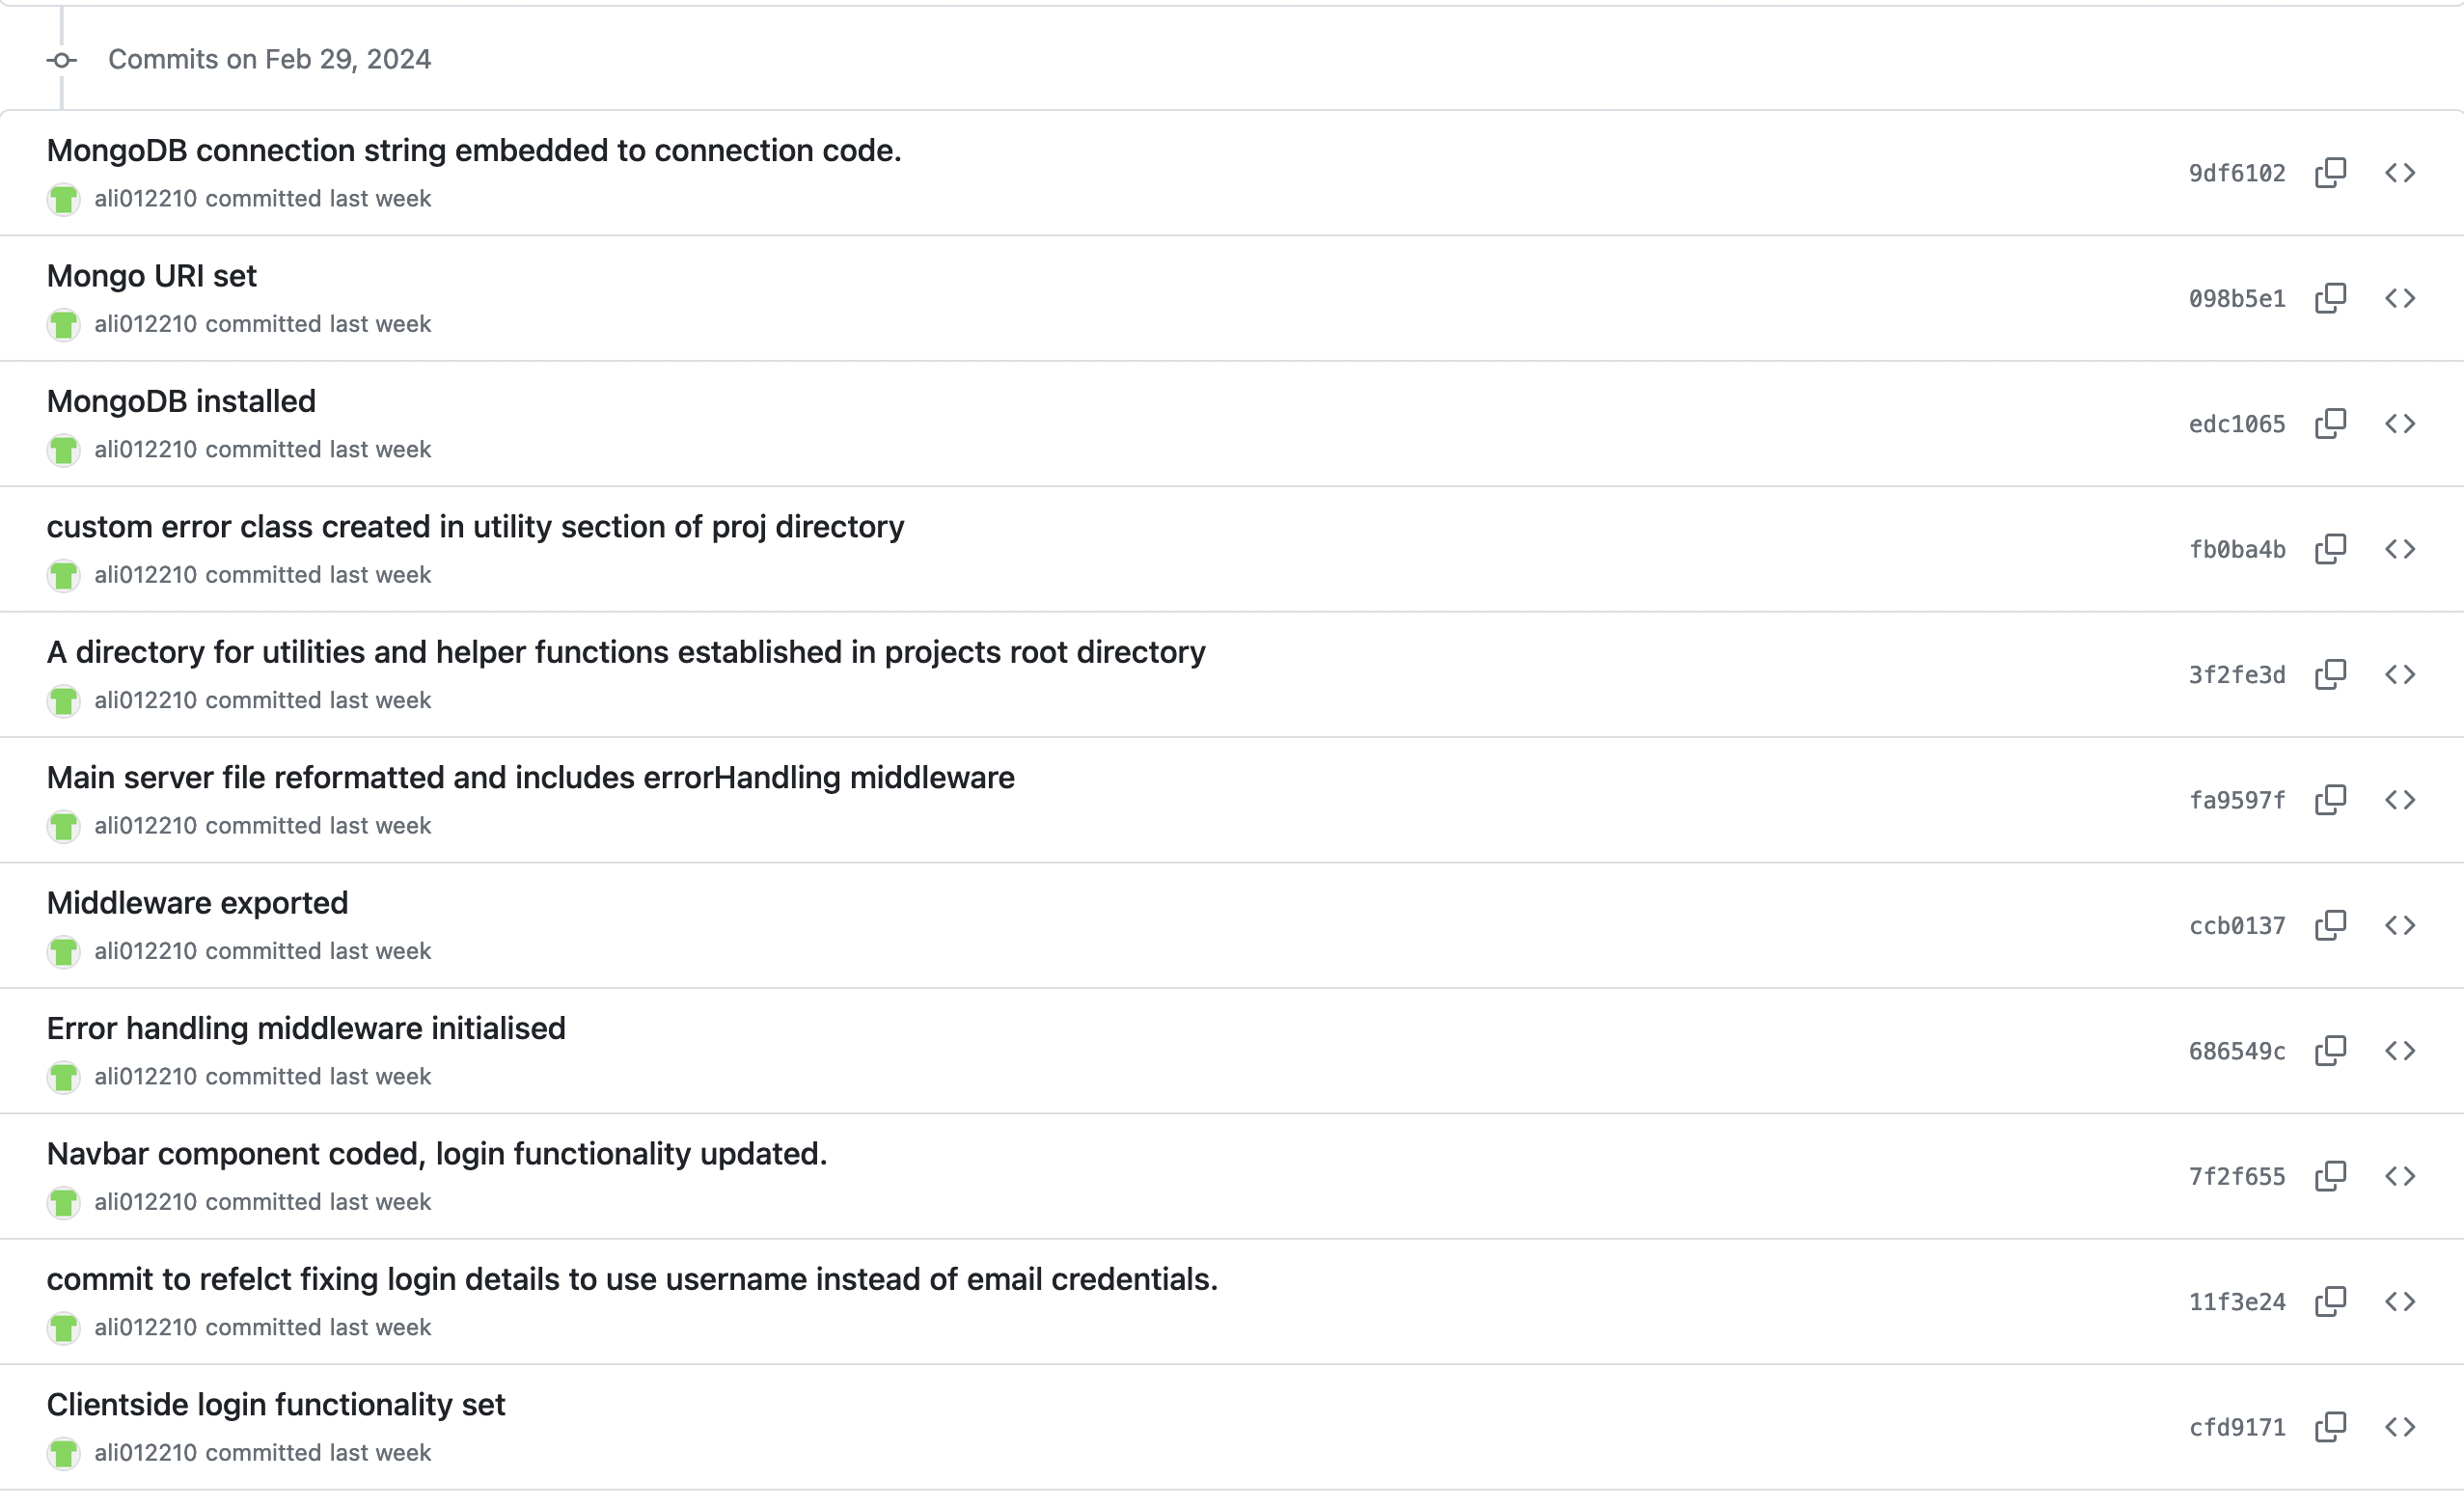 Commits on Feb 29, 2024
MongoDB connection string embedded to connection code.
ali012210 committed last week
9df6102
Mongo URI set
ali012210 committed last week
098b5e1
MongoDB installed
ali012210 committed last week
edc1065
custom error class created in utility section of proj directory
ali012210 committed last week
fb0ba4b
A directory for utilities and helper functions established in projects root directory
ali012210 committed last week
3f2fe3d
Main server file reformatted and includes errorHandling middleware
ali012210 committed last week
fa9597f
Middleware exported
ali012210 committed last week
ccb0137
Error handling middleware initialised
ali012210 committed last week
686549c
Navbar component coded, login functionality updated.
ali012210 committed last week
7f2f655
commit to refelct fixing login details to use username instead of email credentials.
ali012210 committed last week
11f3e24
Clientside login functionality set
ali012210 committed last week
cfd9171